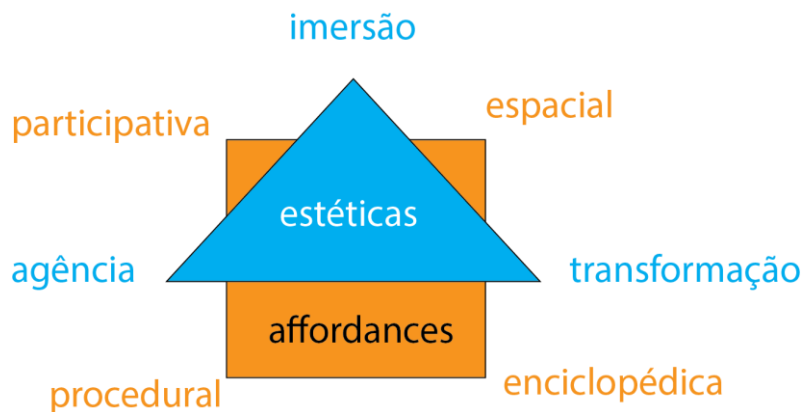 imersão
participativa
espacial
estéticas
agência
transformação
affordances
procedural
enciclopédica